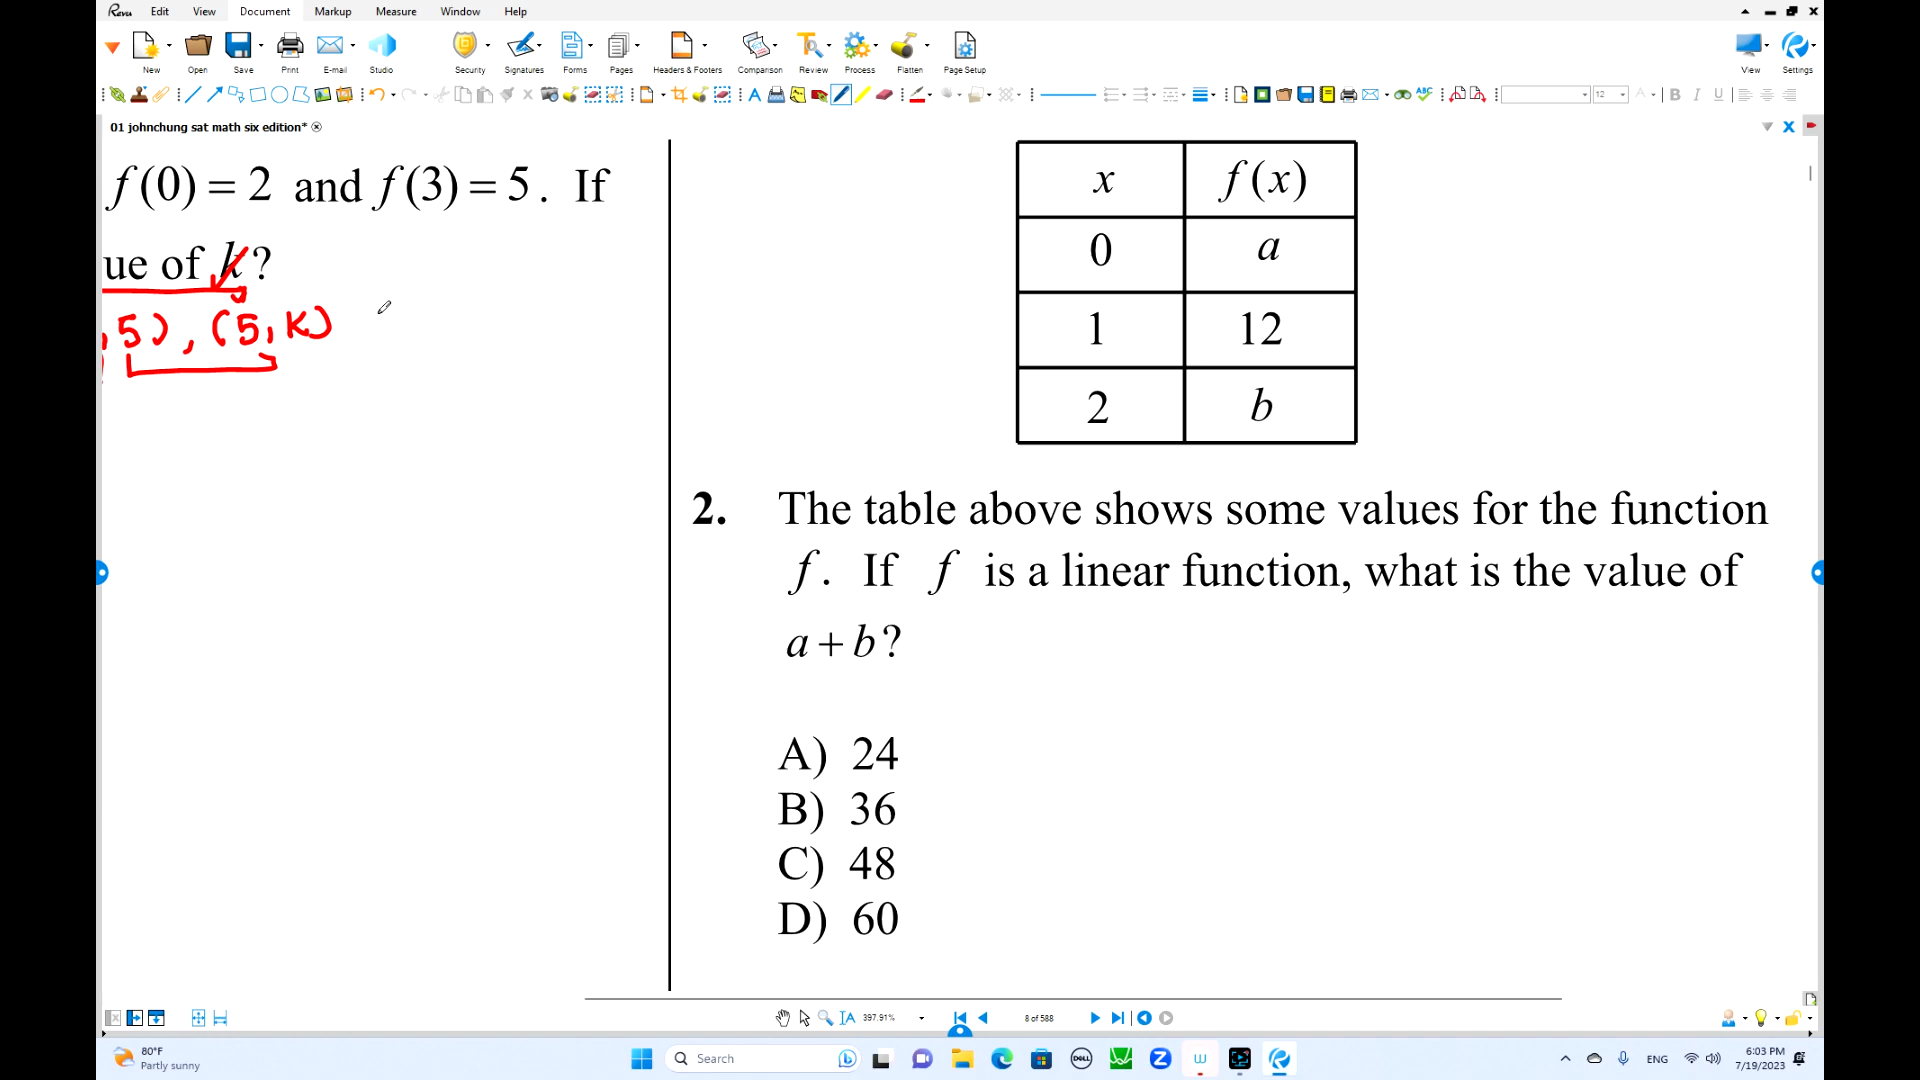 Revu Edit View Document Markup Measure Window Help
New Open Save Print E-mail Studio Security Signatures Forms Pages Headers & Footers Comparison Review Process Flatten Page Setup View Settings
12
01 johnchung sat math six edition*
f(0) = 2 and f(3) = 5. If
ue of k?
,5), (5,K)
x f(x)
0 a
1 12
2 b
2. The table above shows some values for the function
f. If f is a linear function, what is the value of
a + b?
A) 24
B) 36
C) 48
D) 60
397.91% 8 of 588
80°F
Partly sunny
Search
ENG
6:03 PM
7/19/2023